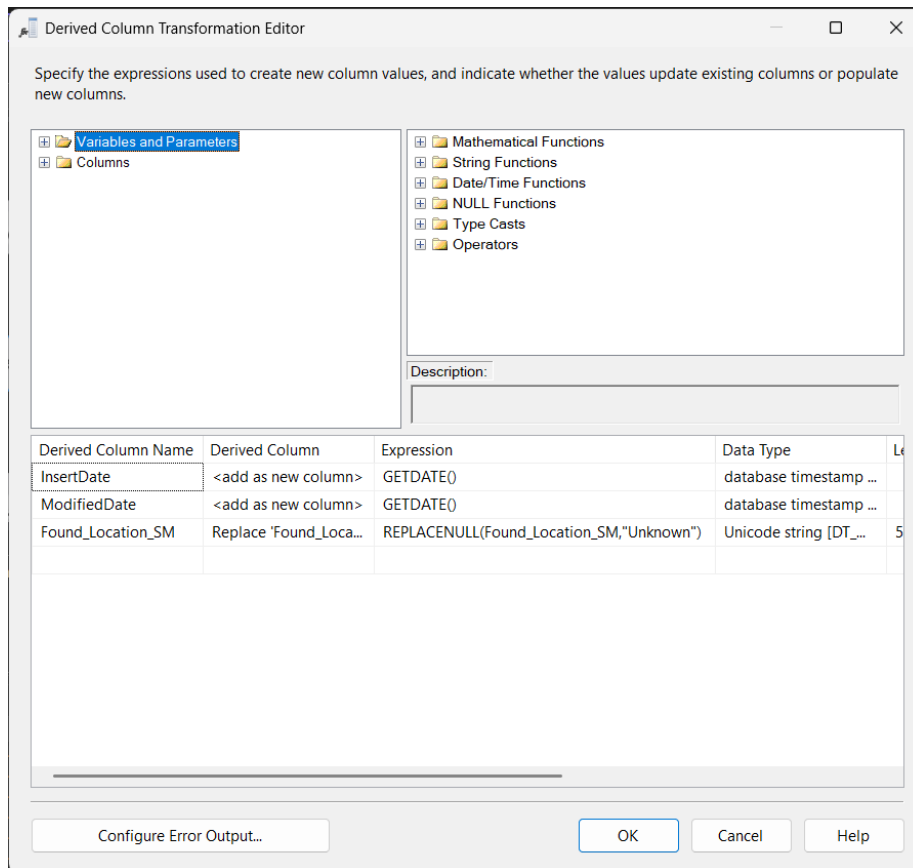 Derived Column Transformation Editor
Specify the expressions used to create new column values, and indicate whether the values update existing columns or populate
new columns.
Variables and Parameters
Columns
Mathematical Functions
String Functions
Date/Time Functions
NULL Functions
Type Casts
Operators
Description:
Derived Column Name Derived Column Expression Data Type Le
InsertDate <add as new column> GETDATE() database timestamp ...
ModifiedDate <add as new column> GETDATE() database timestamp ...
Found_Location_SM Replace 'Found_Loca... REPLACENULL(Found_Location_SM,"Unknown") Unicode string [DT_... 5
Configure Error Output... OK Cancel Help